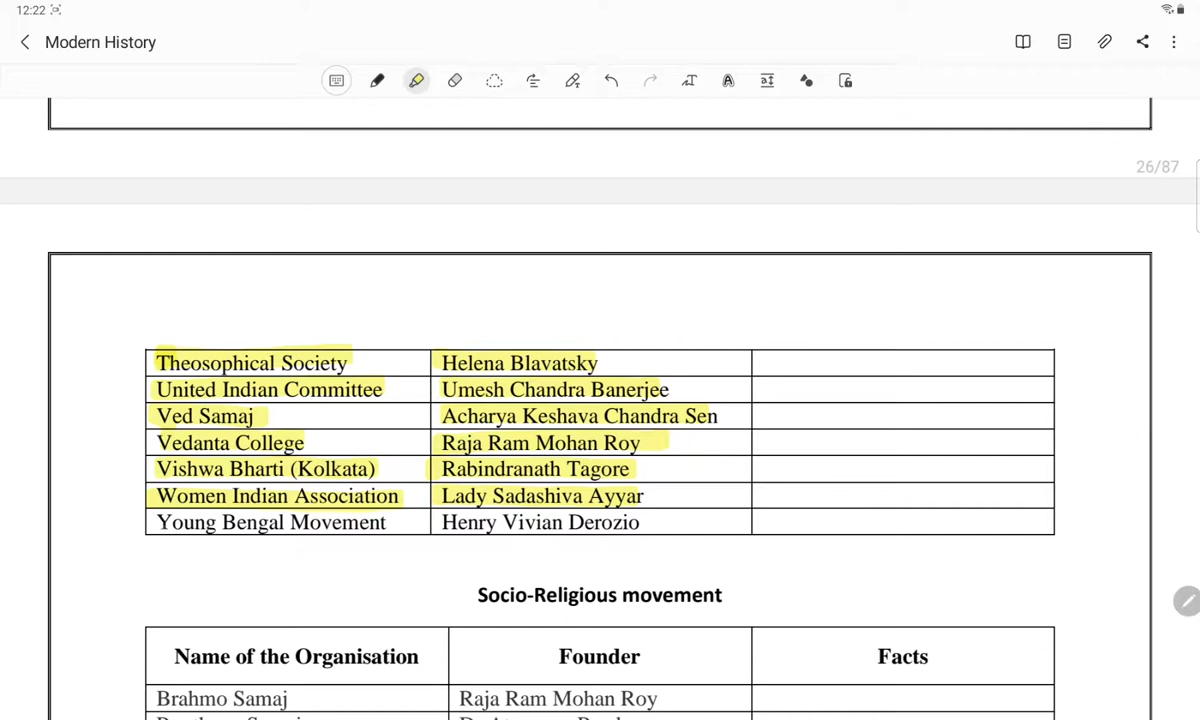 12:22
Modern History
26/87
Theosophical Society Helena Blavatsky
United Indian Committee Umesh Chandra Banerjee
Ved Samaj Acharya Keshava Chandra Sen
Vedanta College Raja Ram Mohan Roy
Vishwa Bharti (Kolkata) Rabindranath Tagore
Women Indian Association Lady Sadashiva Ayyar
Young Bengal Movement Henry Vivian Derozio
Socio-Religious movement
Name of the Organisation Founder Facts
Brahmo Samaj Raja Ram Mohan Roy